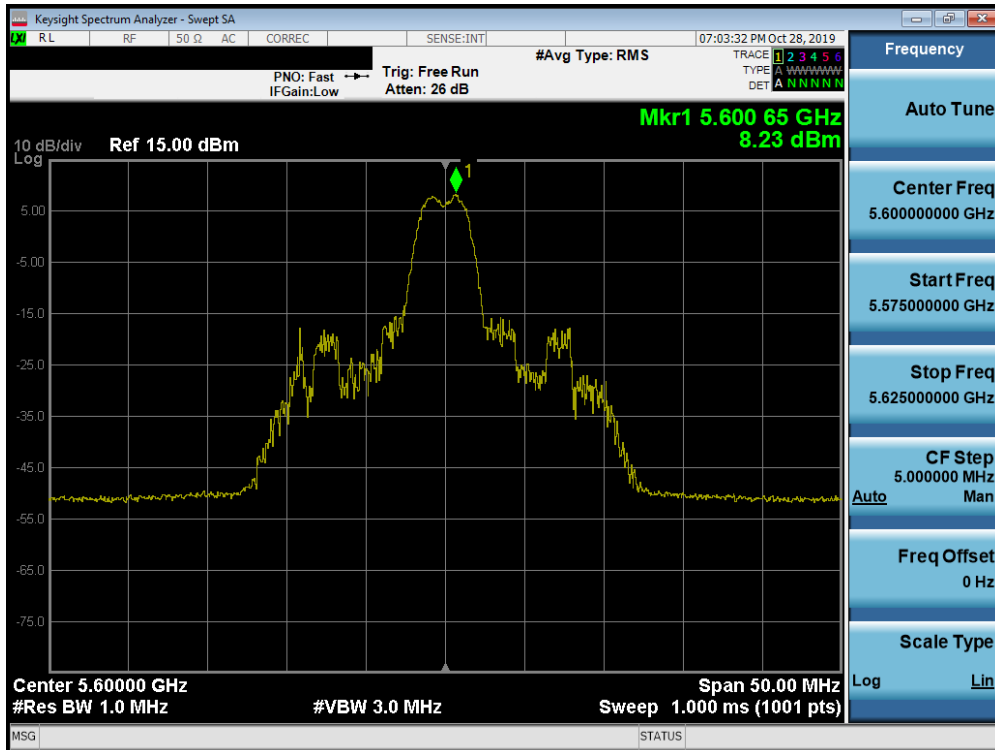 Keysight Spectrum Analyzer - Swept SA
LXI RL RF 50 Ω AC CORREC SENSE:INT 07:03:32 PM Oct 28, 2019
PNO: Fast
IFGain:Low
Trig: Free Run
Atten: 26 dB
#Avg Type: RMS
TRACE 1 2 3 4 5 6
TYPE A WWWWW
DET A N N N N N
Mkr1 5.600 65 GHz
8.23 dBm
10 dB/div Ref 15.00 dBm
Log
1
5.00
-5.00
-15.0
-25.0
-35.0
-45.0
-55.0
-65.0
-75.0
Center 5.60000 GHz Span 50.00 MHz
#Res BW 1.0 MHz #VBW 3.0 MHz Sweep 1.000 ms (1001 pts)
MSG STATUS
Frequency
Auto Tune
Center Freq
5.600000000 GHz
Start Freq
5.575000000 GHz
Stop Freq
5.625000000 GHz
CF Step
5.000000 MHz
Auto Man
Freq Offset
0 Hz
Scale Type
Log Lin